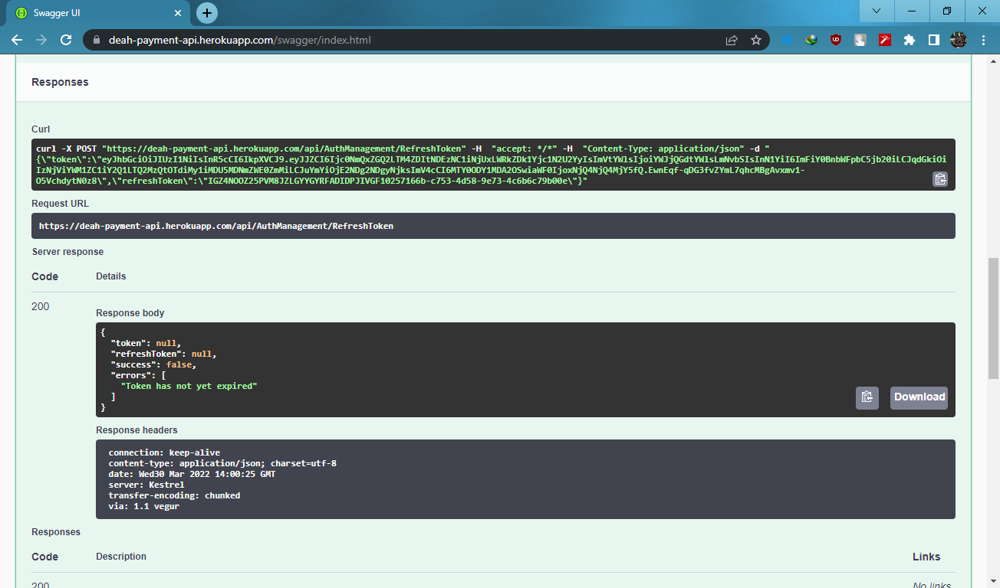 Swagger UI
deah-payment-api.herokuapp.com/swagger/index.html
Responses
Curl
curl -X POST "https://deah-payment-api.herokuapp.com/api/AuthManagement/RefreshToken" -H  "accept: */*" -H  "Content-Type: application/json" -d "
{\"token\":\"eyJhbGciOiJIUzI1NiIsInR5cCI6IkpXVCJ9.eyJJZCI6Ijc0NmQxZGQ2LTM4ZDItNDEzNC1iNjUxLWRkZDk1Yjc1N2U2YyIsImVtYWlsIjoiYWJjQGdtYWlsLmNvbSIsInN1YiI6ImFiY0BnbWFpbC5jb20iLCJqdGkiOi
IzNjViYWM1ZC1iY2Q1LTQ2MzQtOTdiMy1iMDU5MDNmZWE0ZmMiLCJuYmYiOjE2NDg2NDgyNjksImV4cCI6MTY0ODY1MDA2OSwiaWF0IjoxNjQ4NjQ4MjY5fQ.EwnEqf-qDG3fvZYmL7qhcMBgAvxmv1-
O5VchdytN0z8\",\"refreshToken\":\"IGZ4NOOZ25PVM8JZLGYYGYRFADIDPJIVGF10257166b-c753-4d58-9e73-4c6b6c79b00e\"}"
Request URL
https://deah-payment-api.herokuapp.com/api/AuthManagement/RefreshToken
Server response
Code Details
200
Response body
{
  "token": null,
  "refreshToken": null,
  "success": false,
  "errors": [
    "Token has not yet expired"
  ]
}
Download
Response headers
connection: keep-alive
content-type: application/json; charset=utf-8
date: Wed30 Mar 2022 14:00:25 GMT
server: Kestrel
transfer-encoding: chunked
via: 1.1 vegur
Responses
Code Description Links
200 No links